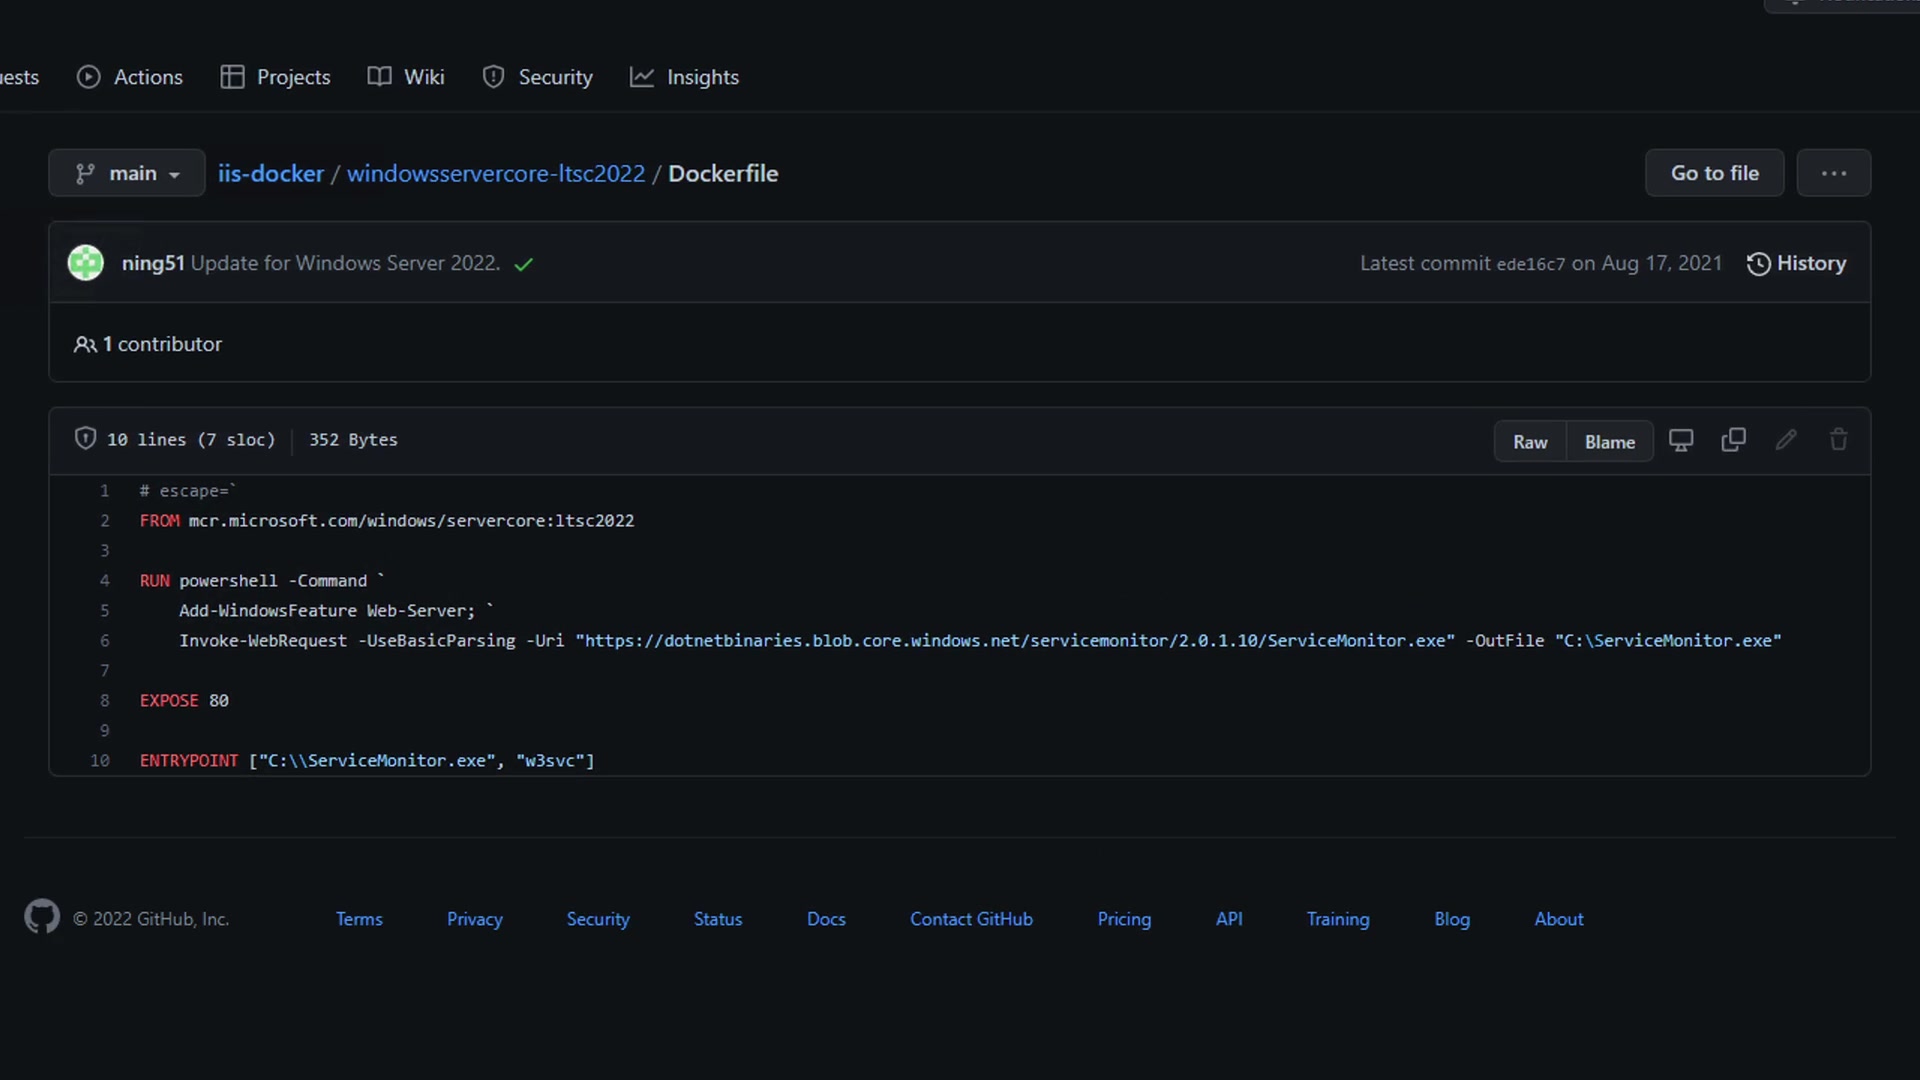 ests Actions Projects Wiki Security Insights
main iis-docker / windowsservercore-ltsc2022 / Dockerfile Go to file ...
ning51 Update for Windows Server 2022. Latest commit ede16c7 on Aug 17, 2021 History
1 contributor
10 lines (7 sloc) 352 Bytes Raw Blame
1 # escape=`
2 FROM mcr.microsoft.com/windows/servercore:ltsc2022
3
4 RUN powershell -Command `
5 Add-WindowsFeature Web-Server; `
6 Invoke-WebRequest -UseBasicParsing -Uri "https://dotnetbinaries.blob.core.windows.net/servicemonitor/2.0.1.10/ServiceMonitor.exe" -OutFile "C:\ServiceMonitor.exe"
7
8 EXPOSE 80
9
10 ENTRYPOINT ["C:\\ServiceMonitor.exe", "w3svc"]
© 2022 GitHub, Inc. Terms Privacy Security Status Docs Contact GitHub Pricing API Training Blog About